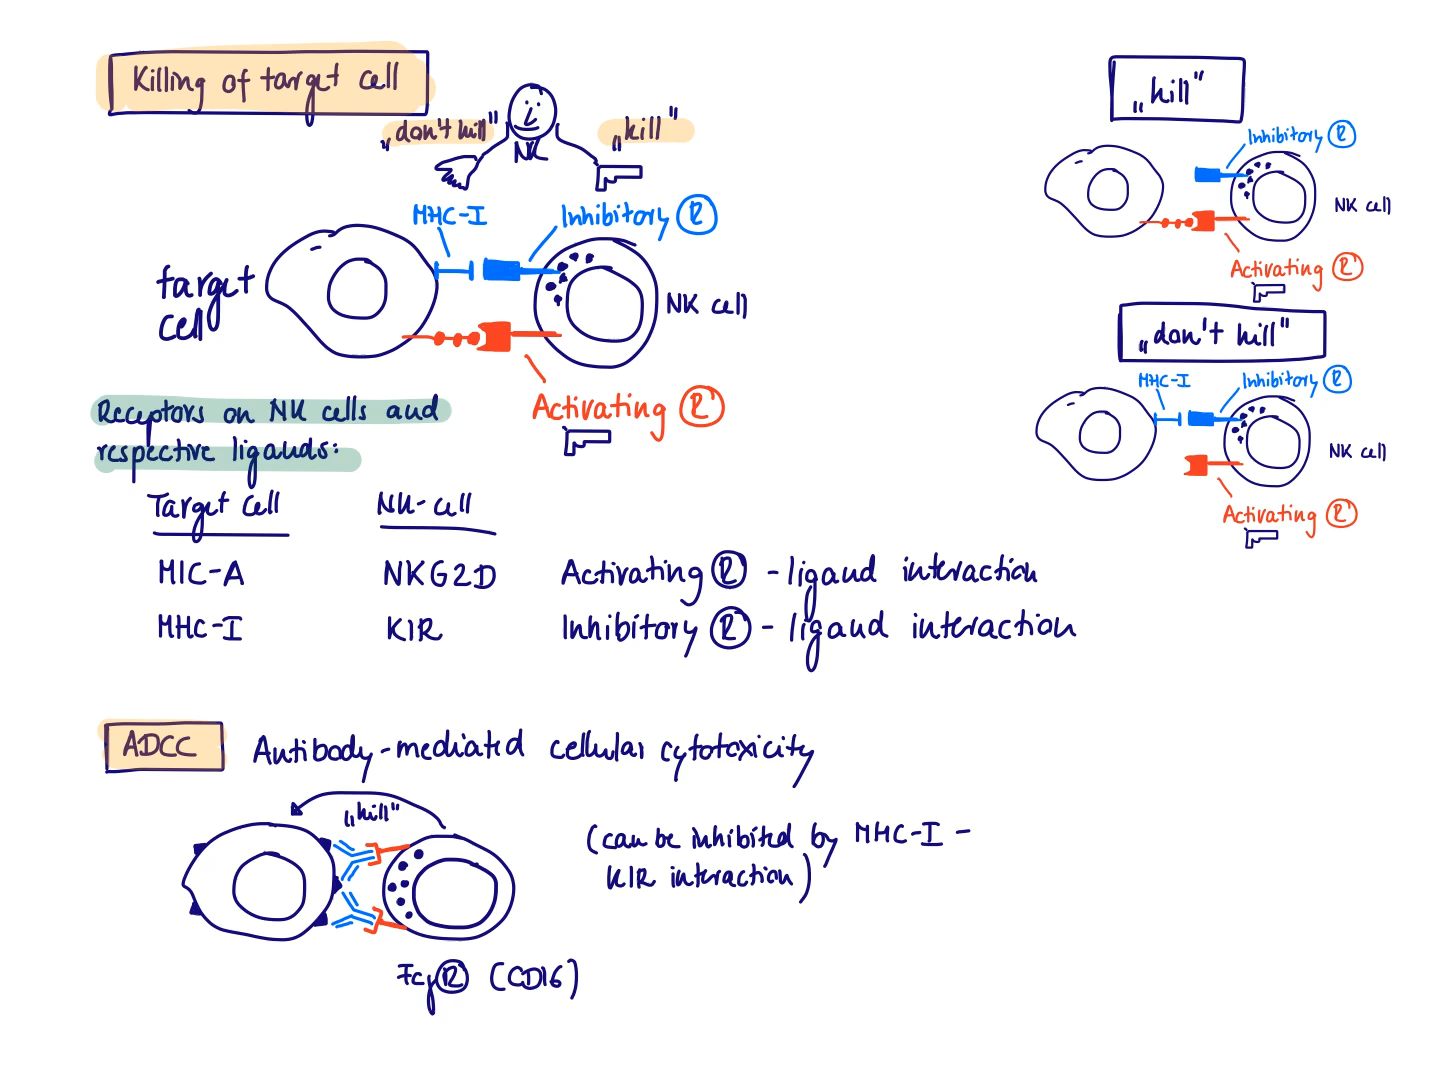 Killing of target cell
„don't kill"
„kill"
NK
MHC-I
Inhibitory R
target
cell
NK cell
Activating R
Receptors on NK cells and
respective ligands:
Target cell NK-cell
MIC-A NKG2D Activating R - ligand interaction
MHC-I KIR Inhibitory R - ligand interaction
ADCC Antibody-mediated cellular cytotoxicity
„kill"
(can be inhibited by MHC-I -
KIR interaction)
FcγR (CD16)
„kill"
Inhibitory R
NK cell
Activating R
„don't kill"
MHC-I
Inhibitory R
NK cell
Activating R